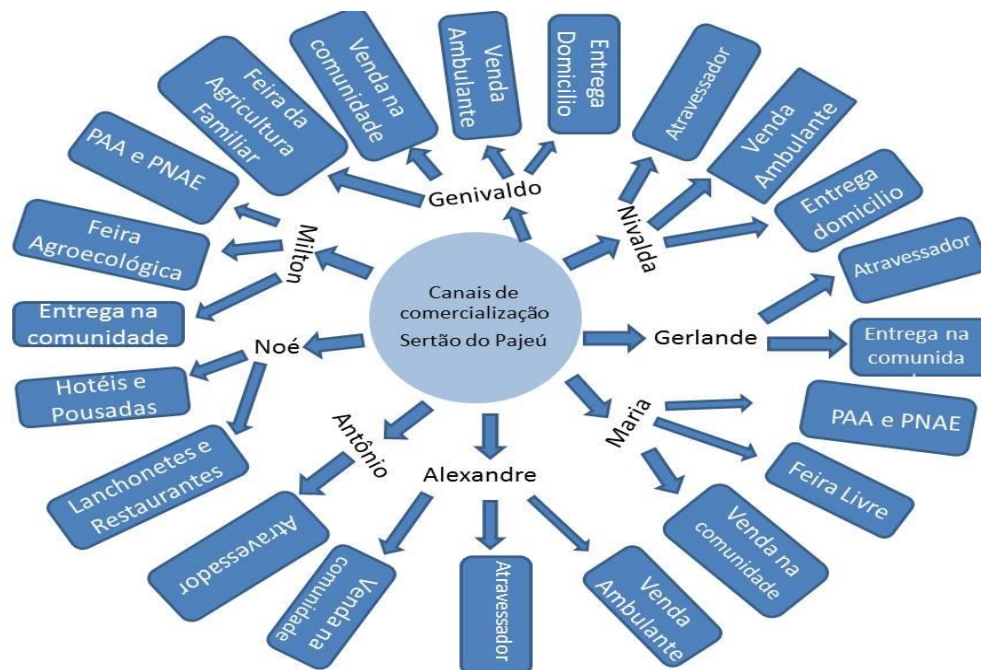 Canais de
comercialização
Sertão do Pajeú
Genivaldo
Feira da
Agricultura
Familiar
Venda na
comunidade
Venda
Ambulante
Entrega
Domicilio
Nivalda
Atravessador
Venda
Ambulante
Entrega
domicilio
Gerlande
Atravessador
Entrega na
comunida
Maria
PAA e PNAE
Feira Livre
Venda na
comunidade
Alexandre
Venda
Ambulante
Atravessador
Venda na
comunidade
Antônio
Atravessador
Noé
Lanchonetes e
Restaurantes
Hotéis e
Pousadas
Milton
Entrega na
comunidade
Feira
Agroecológica
PAA e PNAE